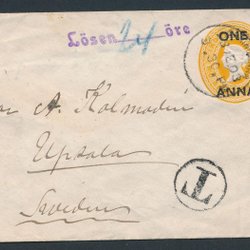 Lösen 24 öre
ONE
ANNA
A. Kolmodin
Upsala
Sweden
T